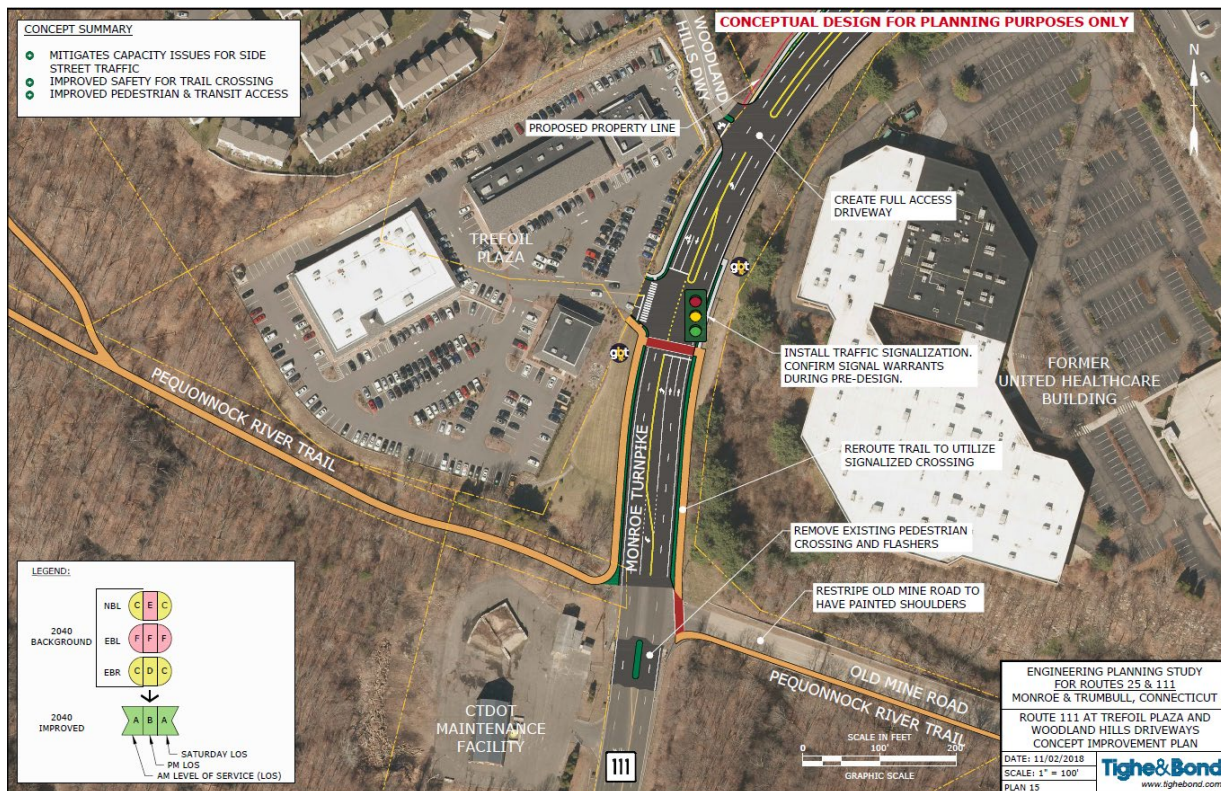 CONCEPTUAL DESIGN FOR PLANNING PURPOSES ONLY
CONCEPT SUMMARY
MITIGATES CAPACITY ISSUES FOR SIDE
STREET TRAFFIC
IMPROVED SAFETY FOR TRAIL CROSSING
IMPROVED PEDESTRIAN & TRANSIT ACCESS
WOODLAND
HILLS DWY
N
PROPOSED PROPERTY LINE
CREATE FULL ACCESS
DRIVEWAY
TREFOIL
PLAZA
gbt
gbt
INSTALL TRAFFIC SIGNALIZATION.
CONFIRM SIGNAL WARRANTS
DURING PRE-DESIGN.
FORMER
UNITED HEALTHCARE
BUILDING
PEQUONNOCK RIVER TRAIL
MONROE TURNPIKE
REROUTE TRAIL TO UTILIZE
SIGNALIZED CROSSING
REMOVE EXISTING PEDESTRIAN
CROSSING AND FLASHERS
RESTRIPE OLD MINE ROAD TO
HAVE PAINTED SHOULDERS
OLD MINE ROAD
PEQUONNOCK RIVER TRAIL
CTDOT
MAINTENANCE
FACILITY
111
SCALE IN FEET
0 100' 200'
GRAPHIC SCALE
LEGEND:
NBL C E C
2040
BACKGROUND
EBL F F F
EBR C D C
2040
IMPROVED
A B A
SATURDAY LOS
PM LOS
AM LEVEL OF SERVICE (LOS)
ENGINEERING PLANNING STUDY
FOR ROUTES 25 & 111
MONROE & TRUMBULL, CONNECTICUT
ROUTE 111 AT TREFOIL PLAZA AND
WOODLAND HILLS DRIVEWAYS
CONCEPT IMPROVEMENT PLAN
DATE: 11/02/2018
SCALE: 1" = 100'
PLAN 15
Tighe&Bond
www.tighebond.com